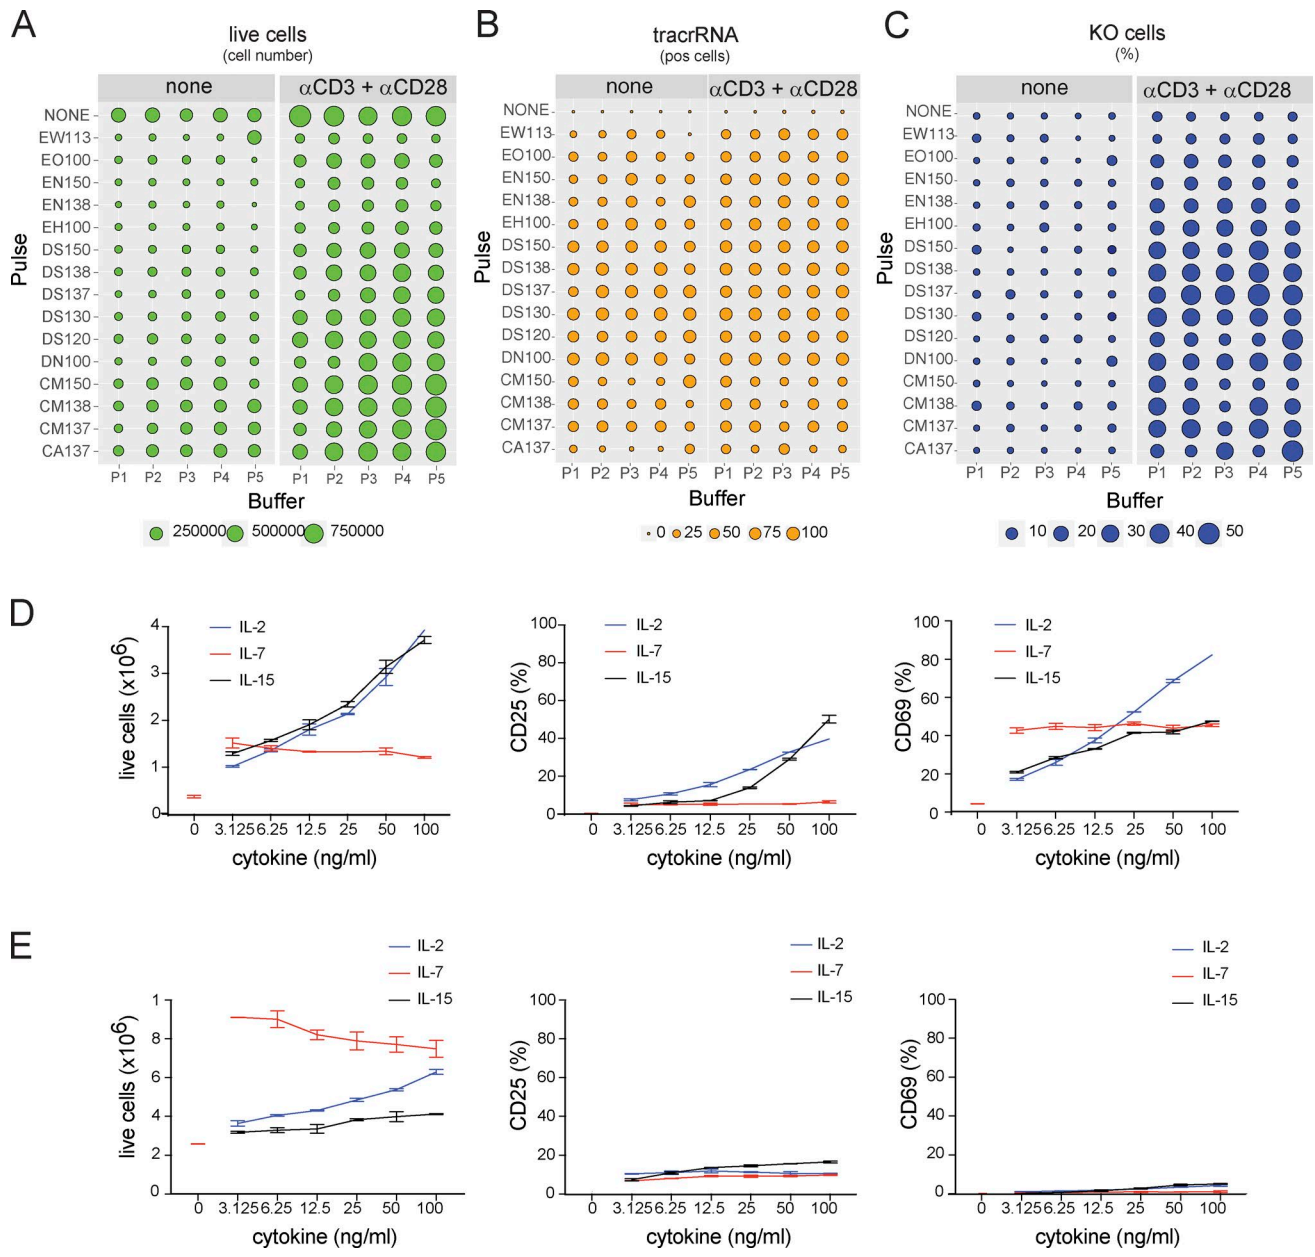 A
live cells
(cell number)
none
αCD3 + αCD28
NONE
EW113
EO100
EN150
EN138
EH100
DS150
DS138
DS137
DS130
DS120
DN100
CM150
CM138
CM137
CA137
Pulse
P1 P2 P3 P4 P5 P1 P2 P3 P4 P5
Buffer
250000 500000 750000
B
tracrRNA
(pos cells)
none
αCD3 + αCD28
NONE
EW113
EO100
EN150
EN138
EH100
DS150
DS138
DS137
DS130
DS120
DN100
CM150
CM138
CM137
CA137
Pulse
P1 P2 P3 P4 P5 P1 P2 P3 P4 P5
Buffer
0 25 50 75 100
C
KO cells
(%)
none
αCD3 + αCD28
NONE
EW113
EO100
EN150
EN138
EH100
DS150
DS138
DS137
DS130
DS120
DN100
CM150
CM138
CM137
CA137
Pulse
P1 P2 P3 P4 P5 P1 P2 P3 P4 P5
Buffer
10 20 30 40 50
D
IL-2
IL-7
IL-15
live cells (x10⁶)
4
3
2
1
0
0 3.125 6.25 12.5 25 50 100
cytokine (ng/ml)
IL-2
IL-7
IL-15
CD25 (%)
100
80
60
40
20
0
0 3.125 6.25 12.5 25 50 100
cytokine (ng/ml)
IL-2
IL-7
IL-15
CD69 (%)
100
80
60
40
20
0
0 3.125 6.25 12.5 25 50 100
cytokine (ng/ml)
E
IL-2
IL-7
IL-15
live cells (x10⁶)
1
8
6
4
2
0
0 3.125 6.25 12.5 25 50 100
cytokine (ng/ml)
IL-2
IL-7
IL-15
CD25 (%)
100
80
60
40
20
0
0 3.125 6.25 12.5 25 50 100
cytokine (ng/ml)
IL-2
IL-7
IL-15
CD69 (%)
100
80
60
40
20
0
0 3.125 6.25 12.5 25 50 100
cytokine (ng/ml)